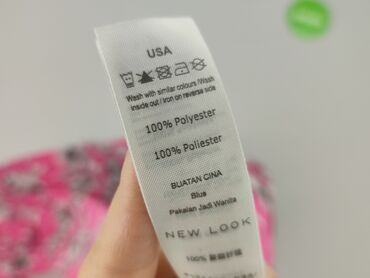 USA
Wash with similar colours/Wash
inside out / Iron on reverse side
100% Polyester
100% Poliester
BUATAN CINA
Blus
Pakaian Jadi Wanita
NEW LOOK